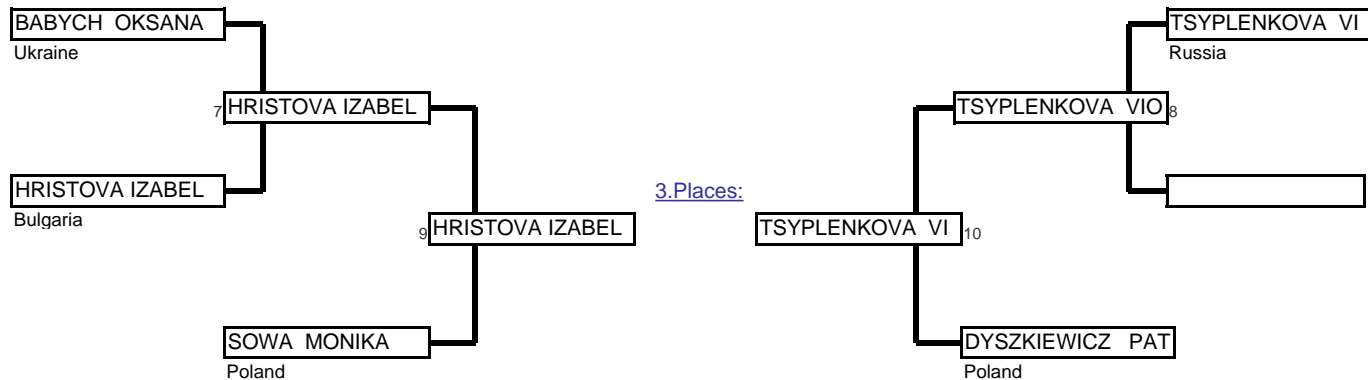 BABYCH OKSANA
Ukraine
7 HRISTOVA IZABEL
HRISTOVA IZABEL
Bulgaria
9 HRISTOVA IZABEL
SOWA MONIKA
Poland
3.Places:
TSYPLENKOVA VI
Russia
TSYPLENKOVA VIO 8
TSYPLENKOVA VI 10
DYSZKIEWICZ PAT
Poland